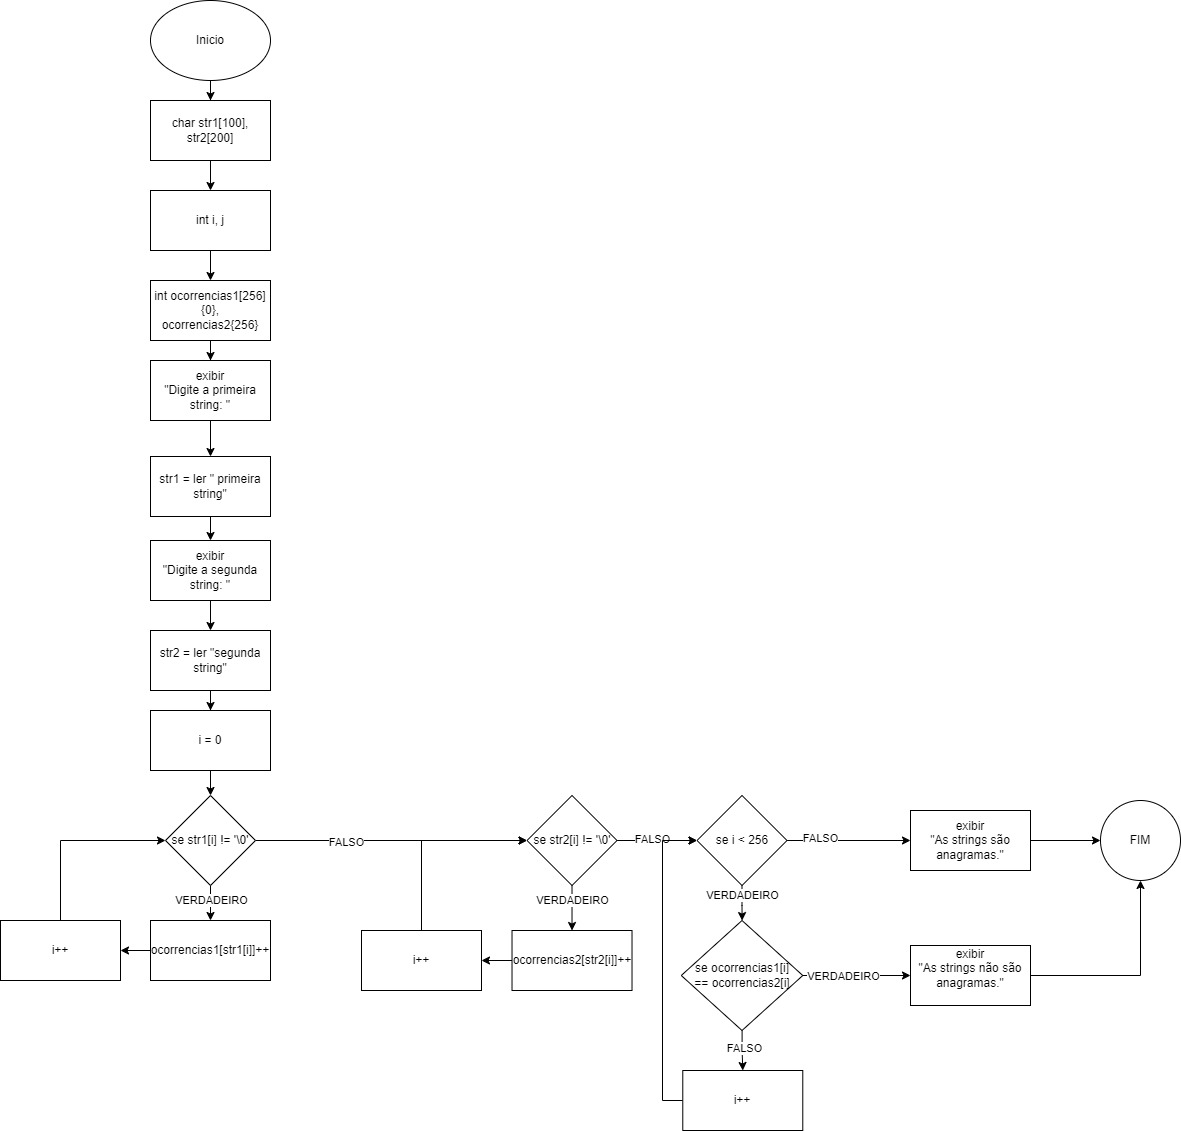 Inicio
char str1[100],
str2[200]
int i, j
int ocorrencias1[256]
{0},
ocorrencias2{256}
exibir
"Digite a primeira
string: "
str1 = ler " primeira
string"
exibir
"Digite a segunda
string: "
str2 = ler "segunda
string"
i = 0
se str1[i] != '\0'
FALSO
VERDADEIRO
ocorrencias1[str1[i]]++
i++
se str2[i] != '\0'
FALSO
VERDADEIRO
ocorrencias2[str2[i]]++
i++
se i < 256
FALSO
VERDADEIRO
exibir
"As strings são
anagramas."
FIM
se ocorrencias1[i]
== ocorrencias2[i]
VERDADEIRO
exibir
"As strings não são
anagramas."
FALSO
i++